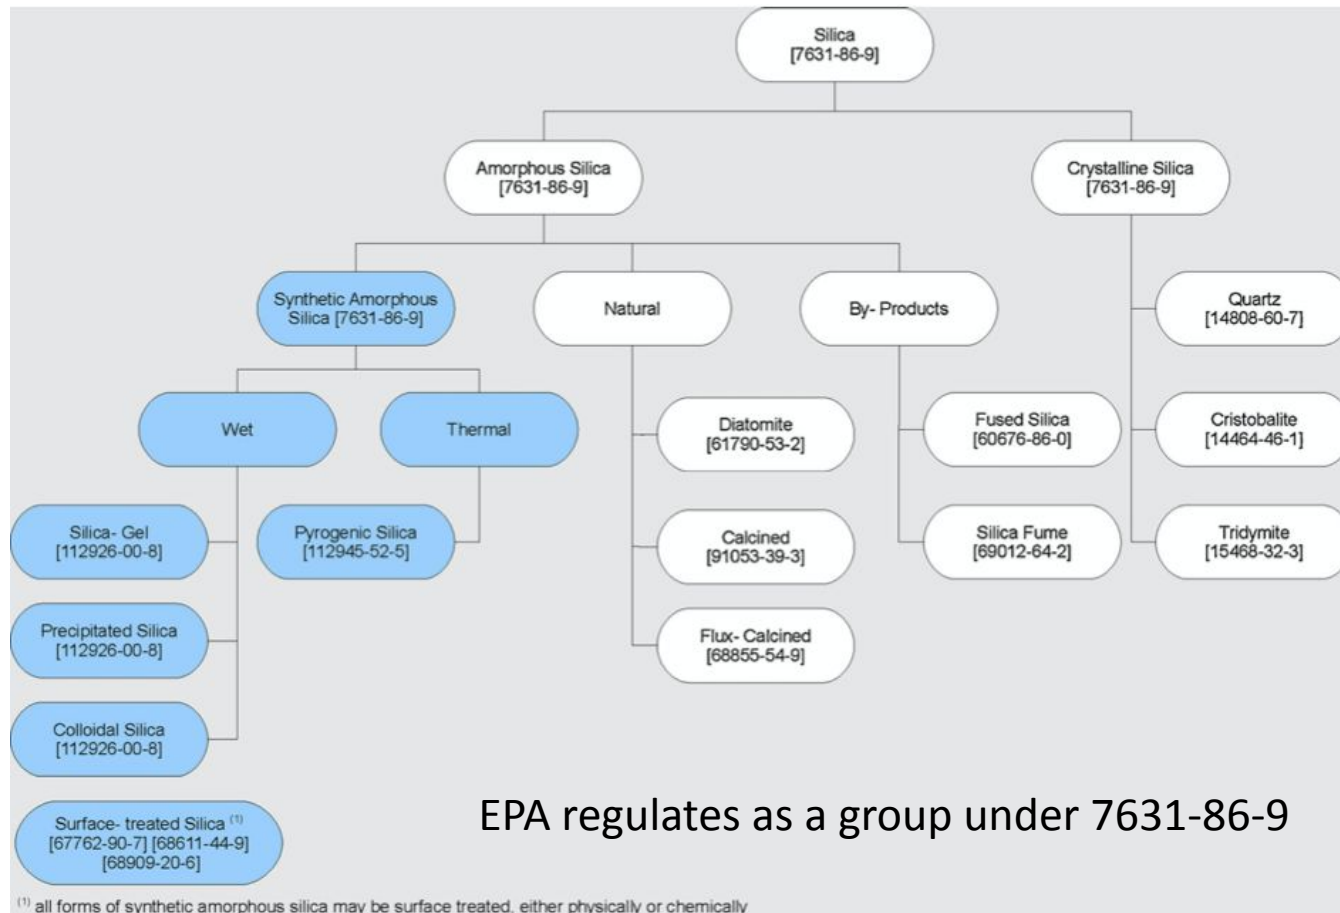 Silica
[7631-86-9]
Amorphous Silica
[7631-86-9]
Crystalline Silica
[7631-86-9]
Synthetic Amorphous
Silica [7631-86-9]
Natural
By- Products
Quartz
[14808-60-7]
Wet
Thermal
Diatomite
[61790-53-2]
Fused Silica
[60676-86-0]
Cristobalite
[14464-46-1]
Silica- Gel
[112926-00-8]
Pyrogenic Silica
[112945-52-5]
Calcined
[91053-39-3]
Silica Fume
[69012-64-2]
Tridymite
[15468-32-3]
Precipitated Silica
[112926-00-8]
Flux- Calcined
[68855-54-9]
Colloidal Silica
[112926-00-8]
Surface- treated Silica (1)
[67762-90-7] [68611-44-9]
[68909-20-6]
EPA regulates as a group under 7631-86-9
(1) all forms of synthetic amorphous silica may be surface treated, either physically or chemically